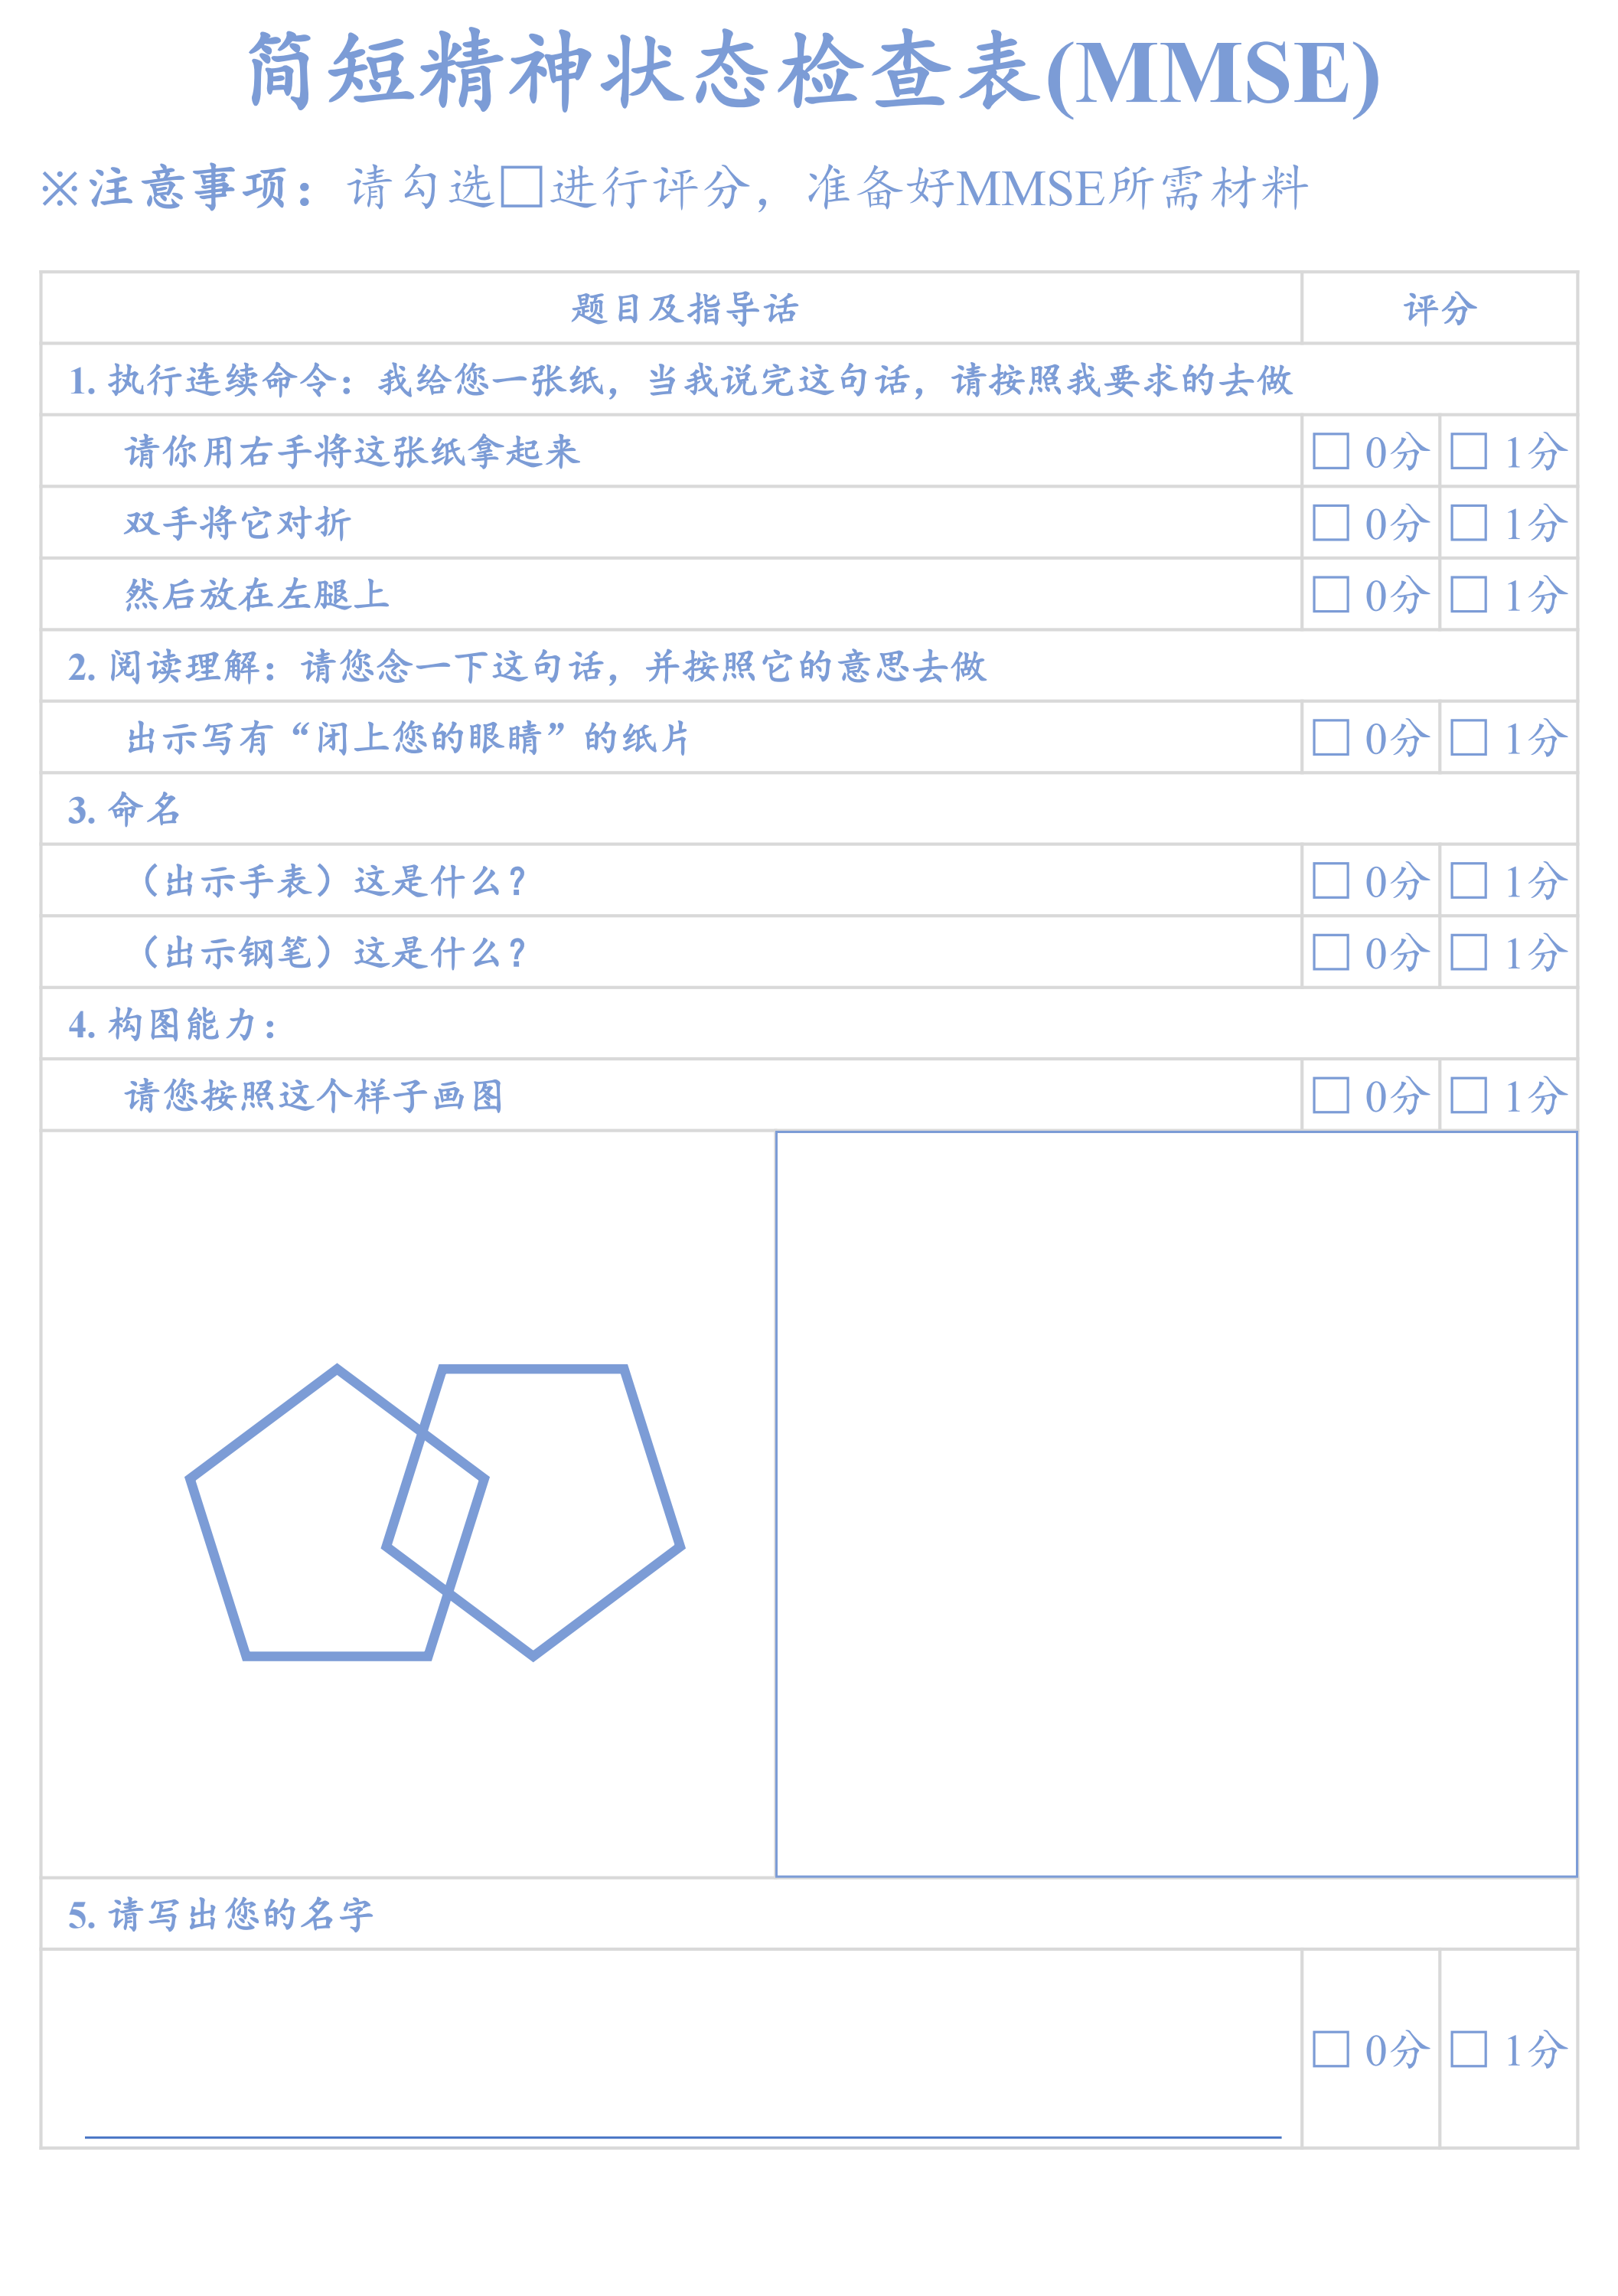 简短精神状态检查表(MMSE)
※注意事项：请勾选□进行评分，准备好MMSE所需材料
题目及指导话 评分
1. 执行连续命令：我给您一张纸，当我说完这句话，请按照我要求的去做
请你用右手将这张纸拿起来 □ 0分 □ 1分
双手将它对折 □ 0分 □ 1分
然后放在左腿上 □ 0分 □ 1分
2. 阅读理解：请您念一下这句话，并按照它的意思去做
出示写有“闭上您的眼睛”的纸片 □ 0分 □ 1分
3. 命名
（出示手表）这是什么？ □ 0分 □ 1分
（出示钢笔）这是什么？ □ 0分 □ 1分
4. 构图能力：
请您按照这个样子画图 □ 0分 □ 1分
5. 请写出您的名字
□ 0分 □ 1分